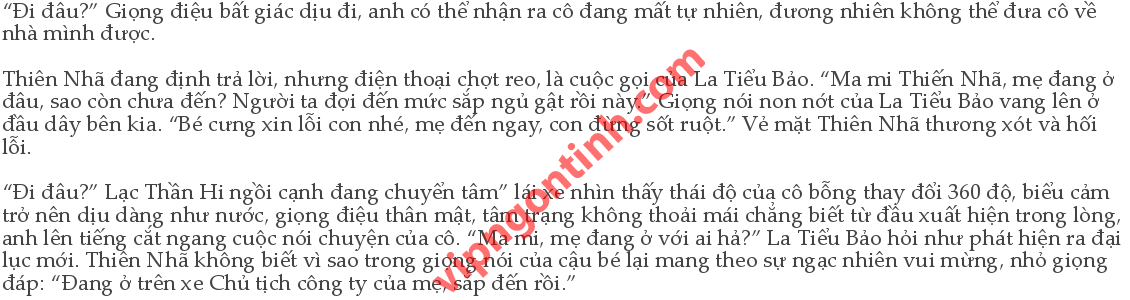 “Đi đâu?” Giọng điệu bất giác dịu đi, anh có thể nhận ra cô đang mất tự nhiên, đương nhiên không thể đưa cô về
nhà mình được.
Thiên Nhã đang định trả lời, nhưng điện thoại chợt reo, là cuộc gọi của La Tiểu Bảo. “Ma mi Thiến Nhã, mẹ đang ở
đâu, sao còn chưa đến? Người ta đợi đến mức sắp ngủ gật rồi này.” Giọng nói non nớt của La Tiểu Bảo vang lên ở
đầu dây bên kia. “Bé cưng xin lỗi con nhé, mẹ đến ngay, con đừng sốt ruột.” Vẻ mặt Thiên Nhã thương xót và hối
lỗi.
“Đi đâu?” Lạc Thần Hi ngồi cạnh đang chuyển tâm” lái xe nhìn thấy thái độ của cô bỗng thay đổi 360 độ, biểu cảm
trở nên dịu dàng như nước, giọng điệu thân mật, tâm trạng không thoải mái chẳng biết từ đầu xuất hiện trong lòng,
anh lên tiếng cắt ngang cuộc nói chuyện của cô. “Ma mi, mẹ đang ở với ai hả?” La Tiểu Bảo hỏi như phát hiện ra đại
lục mới. Thiên Nhã không biết vì sao trong giọng nói của cậu bé lại mang theo sự ngạc nhiên vui mừng, nhỏ giọng
đáp: “Đang ở trên xe Chủ tịch công ty của mẹ, sắp đến rồi.”
vipngontinh.com